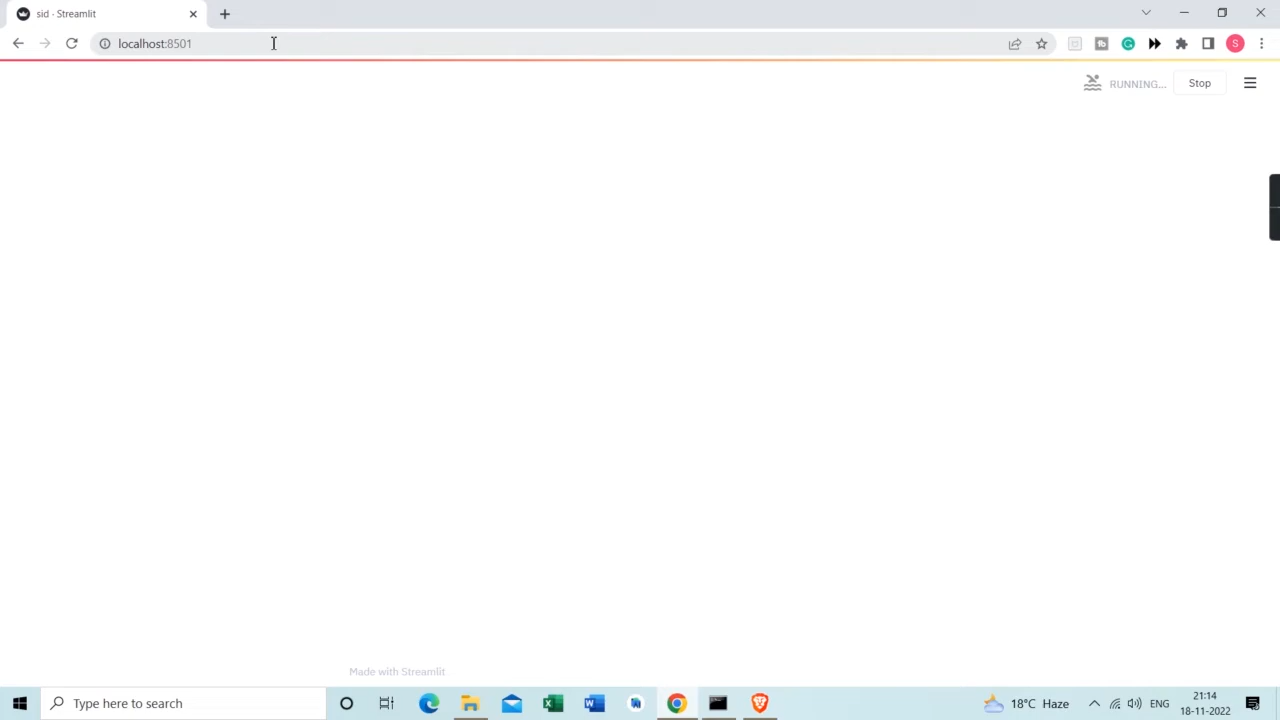 sid · Streamlit
localhost:8501
S
RUNNING...
Stop
Made with Streamlit
Type here to search
18°C Haze
ENG
21:14
18-11-2022